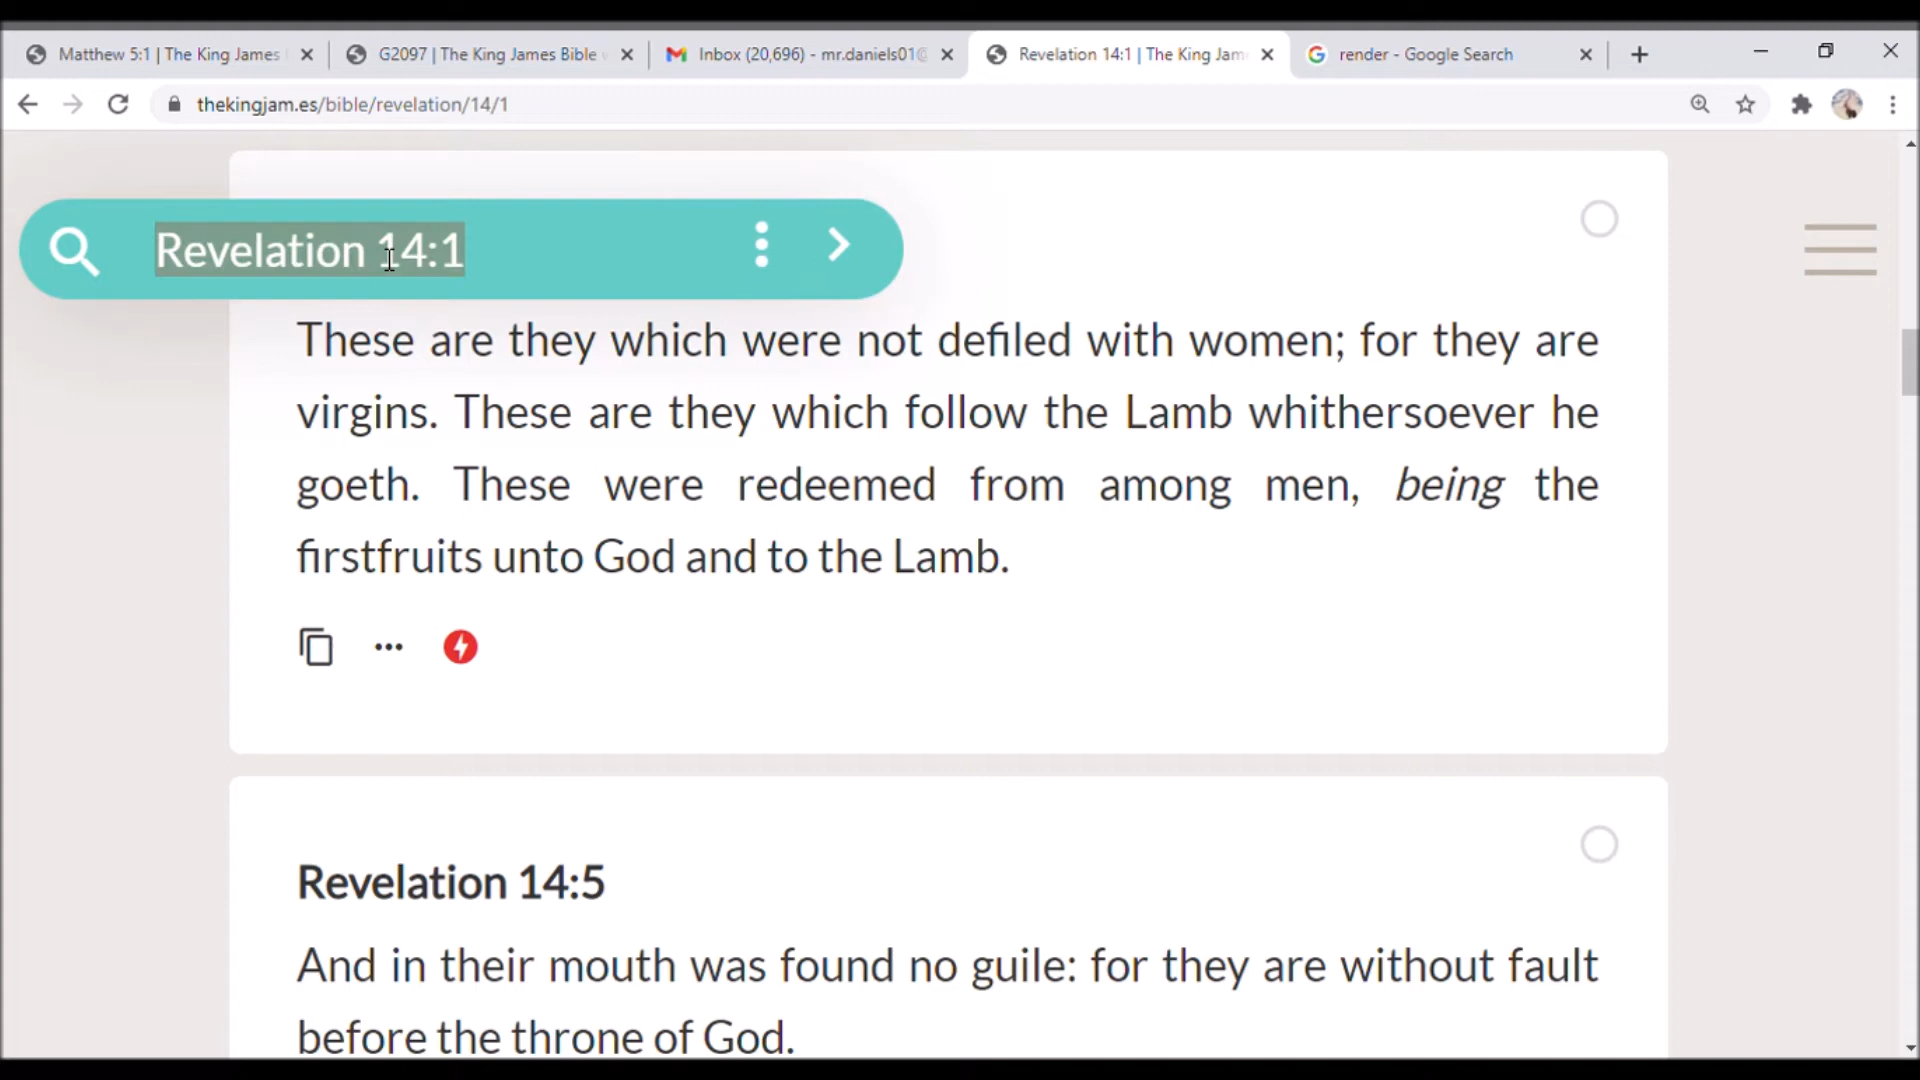 Matthew 5:1 | The King James
G2097 | The King James Bible
Inbox (20,696) - mr.daniels01@
Revelation 14:1 | The King Jam
render - Google Search
thekingjam.es/bible/revelation/14/1
Revelation 14:1
These are they which were not defiled with women; for they are
virgins. These are they which follow the Lamb whithersoever he
goeth. These were redeemed from among men, being the
firstfruits unto God and to the Lamb.
Revelation 14:5
And in their mouth was found no guile: for they are without fault
before the throne of God.